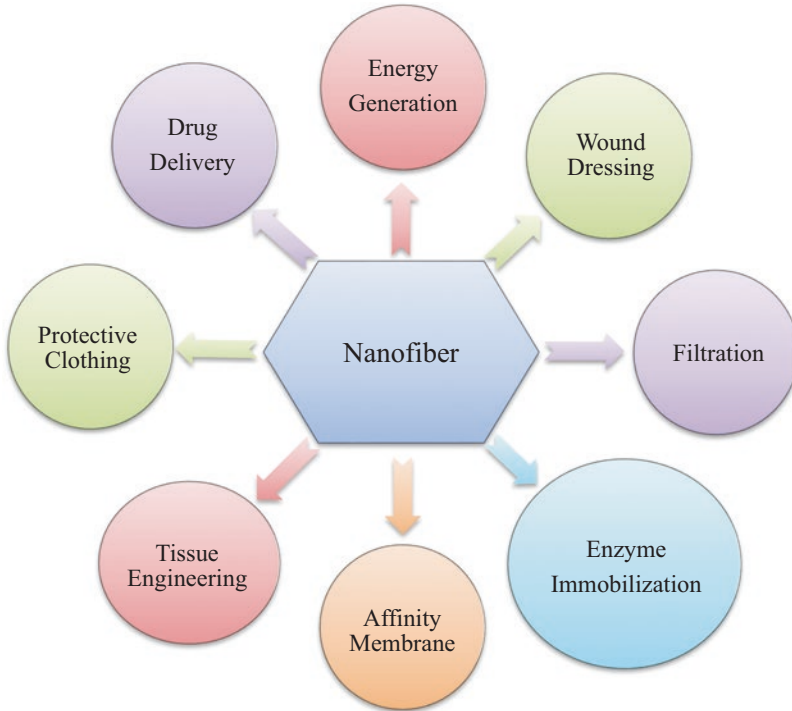 Energy
Generation
Drug
Delivery
Wound
Dressing
Protective
Clothing
Nanofiber
Filtration
Tissue
Engineering
Enzyme
Immobilization
Affinity
Membrane